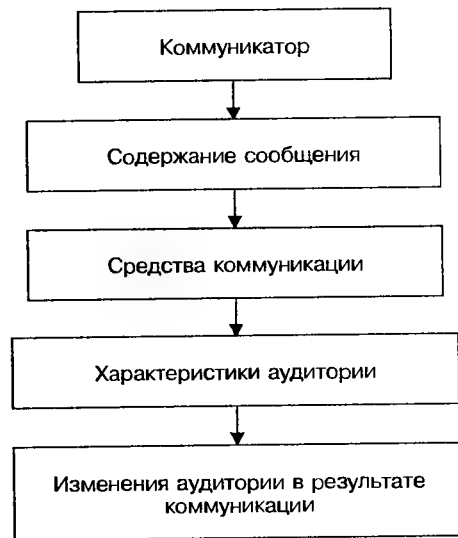 Коммуникатор
Содержание сообщения
Средства коммуникации
Характеристики аудитории
Изменения аудитории в результате
коммуникации